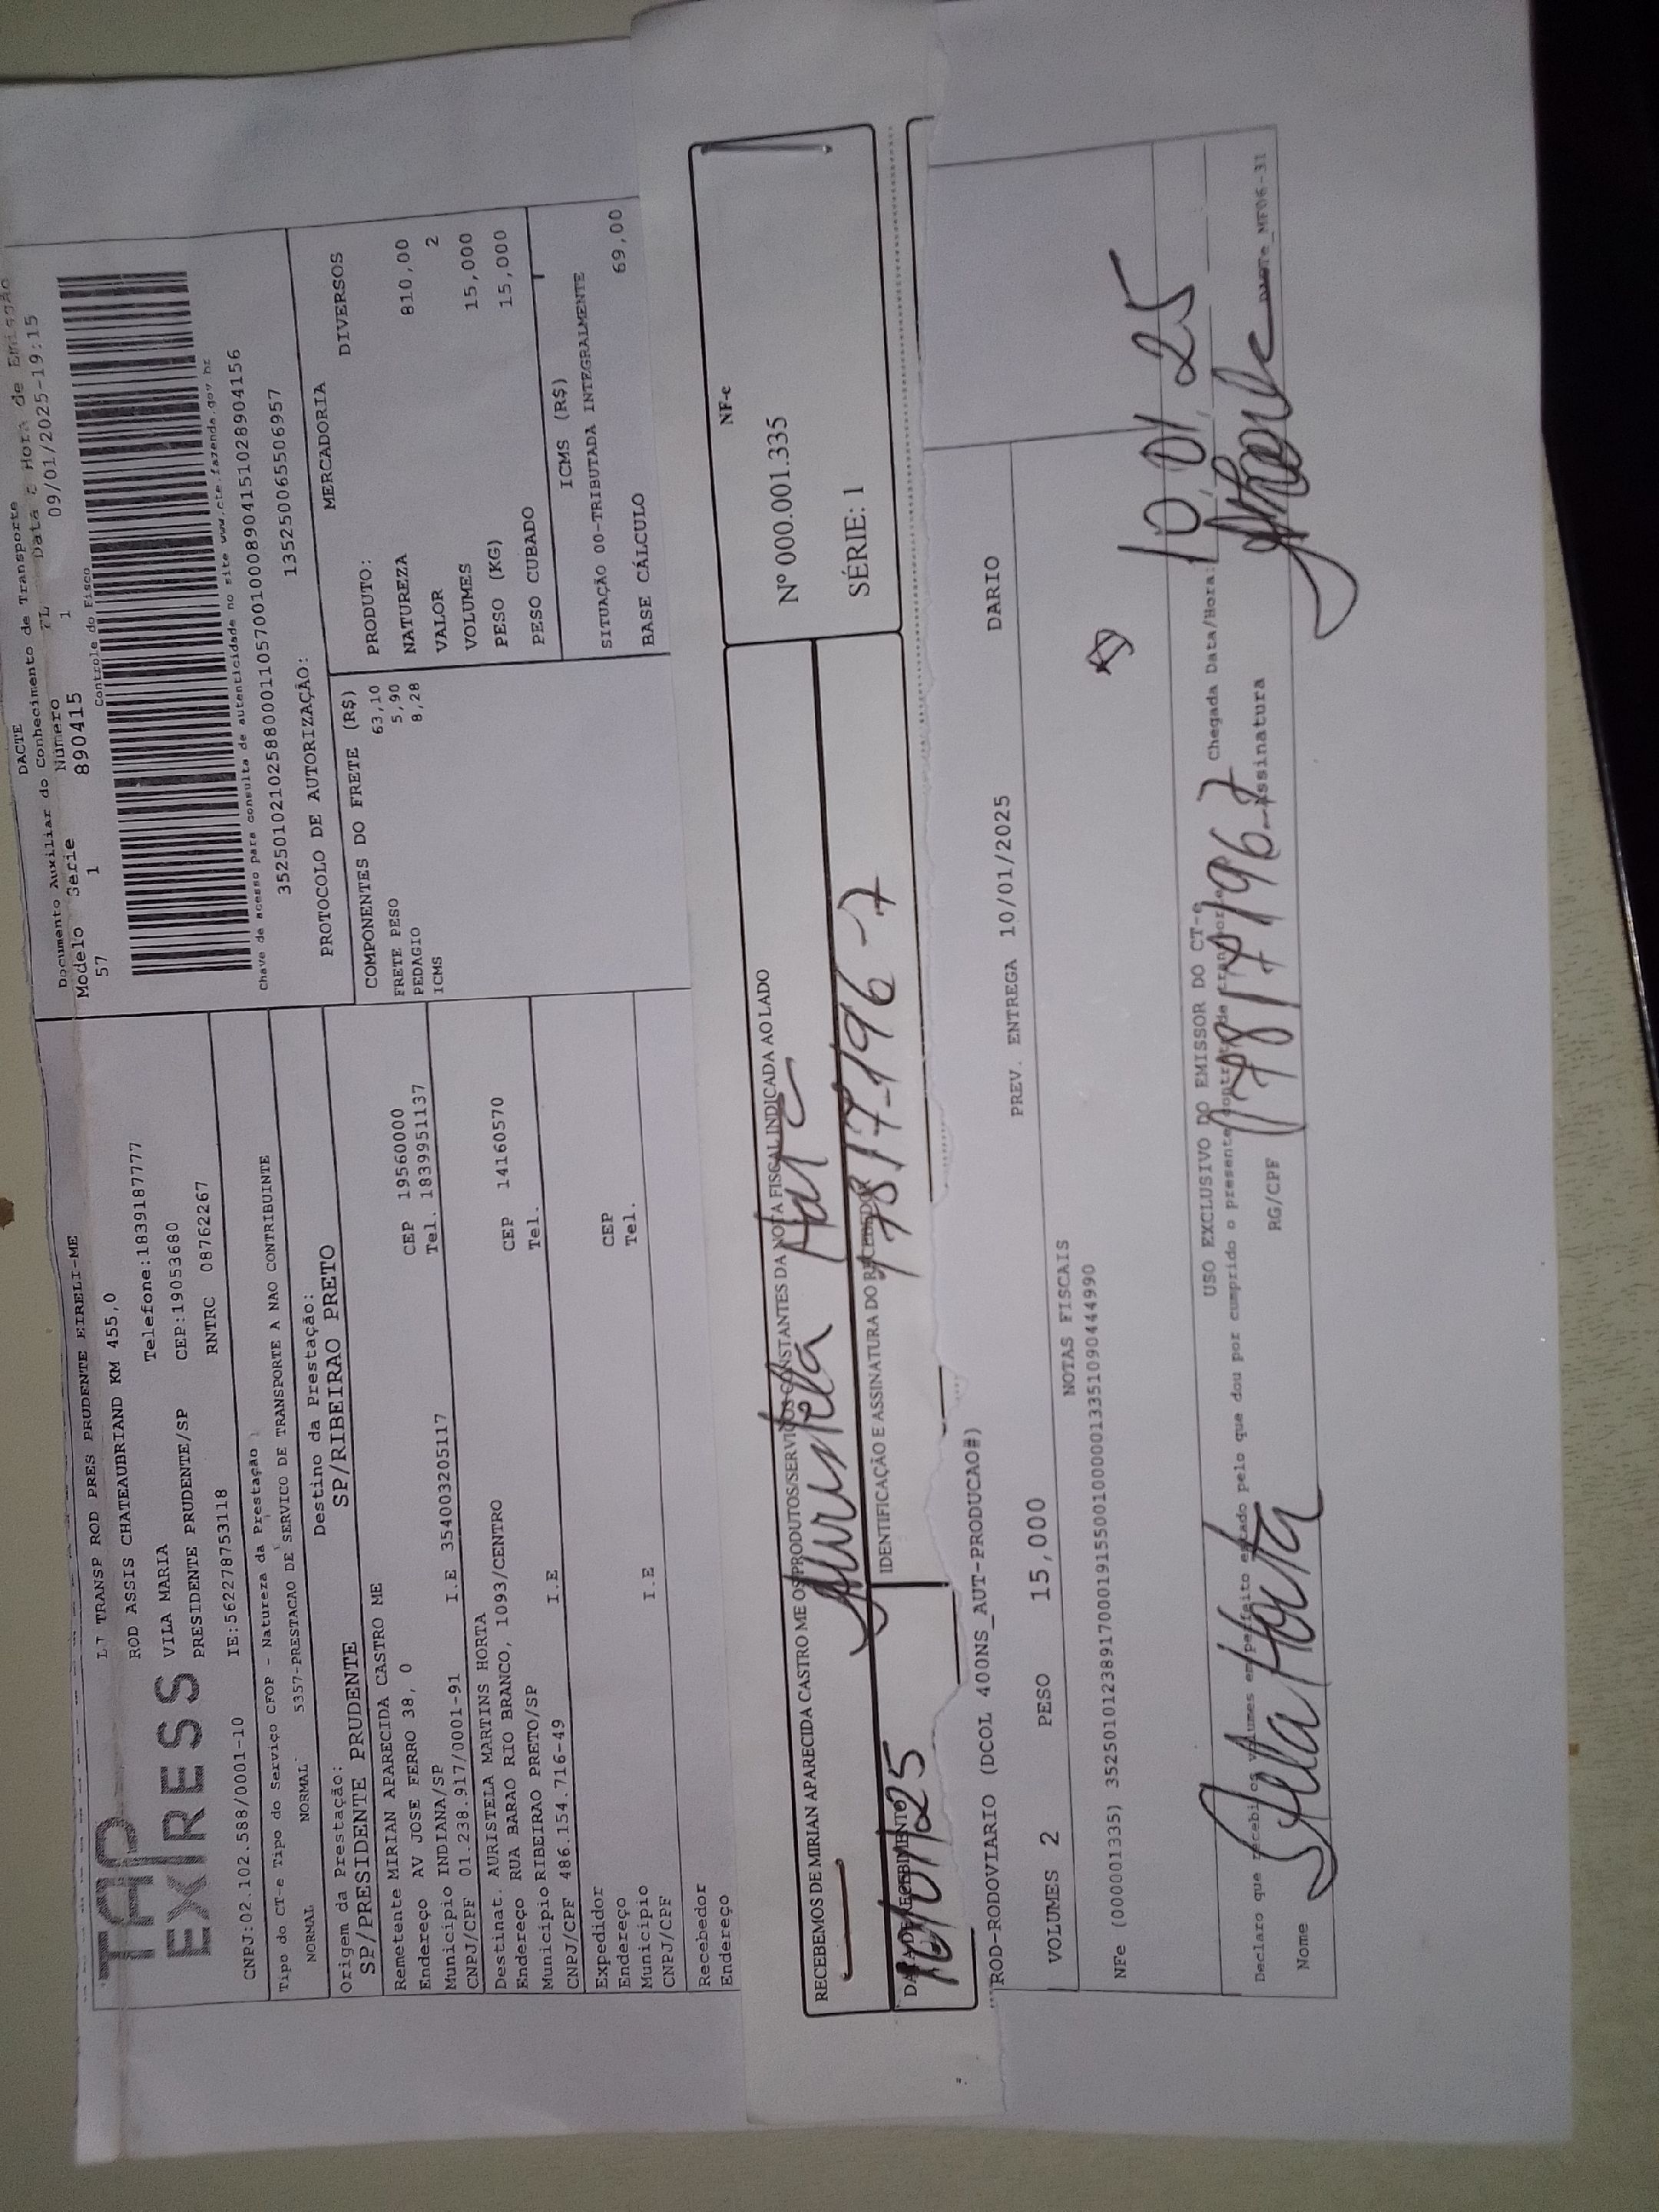 DACTE
Documento Auxiliar do Conhecimento de Transporte
Modelo Serie Número FL Data e Hora de Emissão
57 1 890415 1 09/01/2025-19:15
Controle do Fisco
Chave de acesso para consulta de autenticidade no site www.cte.fazenda.gov.br
35250102102588000110570010008904151028904156
PROTOCOLO DE AUTORIZAÇÃO: 135250065506957
TAP
EXPRESS
LJ TRANSP ROD PRES PRUDENTE EIRELI-ME
ROD ASSIS CHATEAUBRIAND KM 455,0
VILA MARIA Telefone:1839187777
PRESIDENTE PRUDENTE/SP CEP:19053680
CNPJ:02.102.588/0001-10 IE:562278753118 RNTRC 08762267
Tipo do CT-e Tipo do Serviço CFOP - Natureza da Prestação
NORMAL NORMAL 5357-PRESTACAO DE SERVICO DE TRANSPORTE A NAO CONTRIBUINTE
Origem da Prestação: Destino da Prestação:
SP/PRESIDENTE PRUDENTE SP/RIBEIRAO PRETO
Remetente MIRIAN APARECIDA CASTRO ME
Endereço AV JOSE FERRO 38, 0 CEP 19560000
Município INDIANA/SP Tel. 1839951137
CNPJ/CPF 01.238.917/0001-91 I.E 354003205117
Destinat. AURISTELA MARTINS HORTA
Endereço RUA BARAO RIO BRANCO, 1093/CENTRO CEP 14160570
Município RIBEIRAO PRETO/SP Tel.
CNPJ/CPF 486.154.716-49 I.E
Expedidor
Endereço CEP
Município Tel.
CNPJ/CPF I.E
Recebedor
Endereço
COMPONENTES DO FRETE (R$)
FRETE PESO 63,10
PEDAGIO 5,90
ICMS 8,28
MERCADORIA
PRODUTO: DIVERSOS
NATUREZA
VALOR 810,00
VOLUMES 2
PESO (KG) 15,000
PESO CUBADO 15,000
ICMS (R$)
SITUAÇÃO 00-TRIBUTADA INTEGRALMENTE
BASE CÁLCULO 69,00
RECEBEMOS DE MIRIAN APARECIDA CASTRO ME OS PRODUTOS/SERVIÇOS CONSTANTES DA NOTA FISCAL INDICADA AO LADO
NF-e
Nº 000.001.335
SÉRIE: 1
Auristela
DATA DE RECEBIMENTO IDENTIFICAÇÃO E ASSINATURA DO RECEBEDOR
10/01/25 7817196-7
ROD-RODOVIARIO (DCOL 400NS_AUT-PRODUCAO#) PREV. ENTREGA 10/01/2025 DARIO
VOLUMES 2 PESO 15,000
NOTAS FISCAIS
NFe (000001335) 35250101238917000191550010000013351090444990
USO EXCLUSIVO DO EMISSOR DO CT-e
Declaro que recebi os volumes em perfeito estado pelo que dou por cumprido o presente contrato de transporte
Chegada Data/Hora: 10/01/25
Nome Horta RG/CPF 7817196-7 Assinatura
DACTe_MF06-31